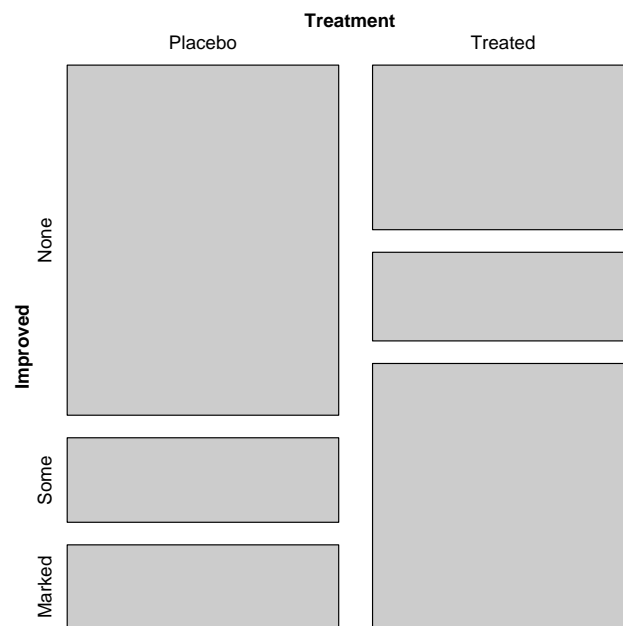 Treatment
Placebo Treated
Improved
None
Some
Marked